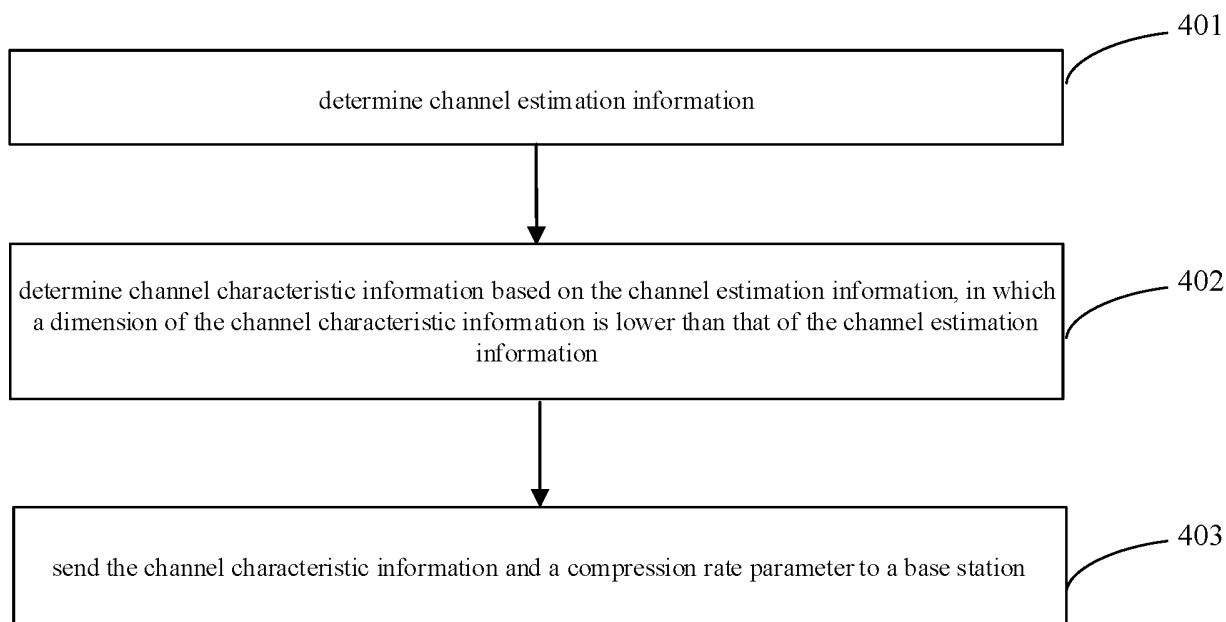 401
determine channel estimation information
determine channel characteristic information based on the channel estimation information, in which
a dimension of the channel characteristic information is lower than that of the channel estimation
information
402
send the channel characteristic information and a compression rate parameter to a base station
403